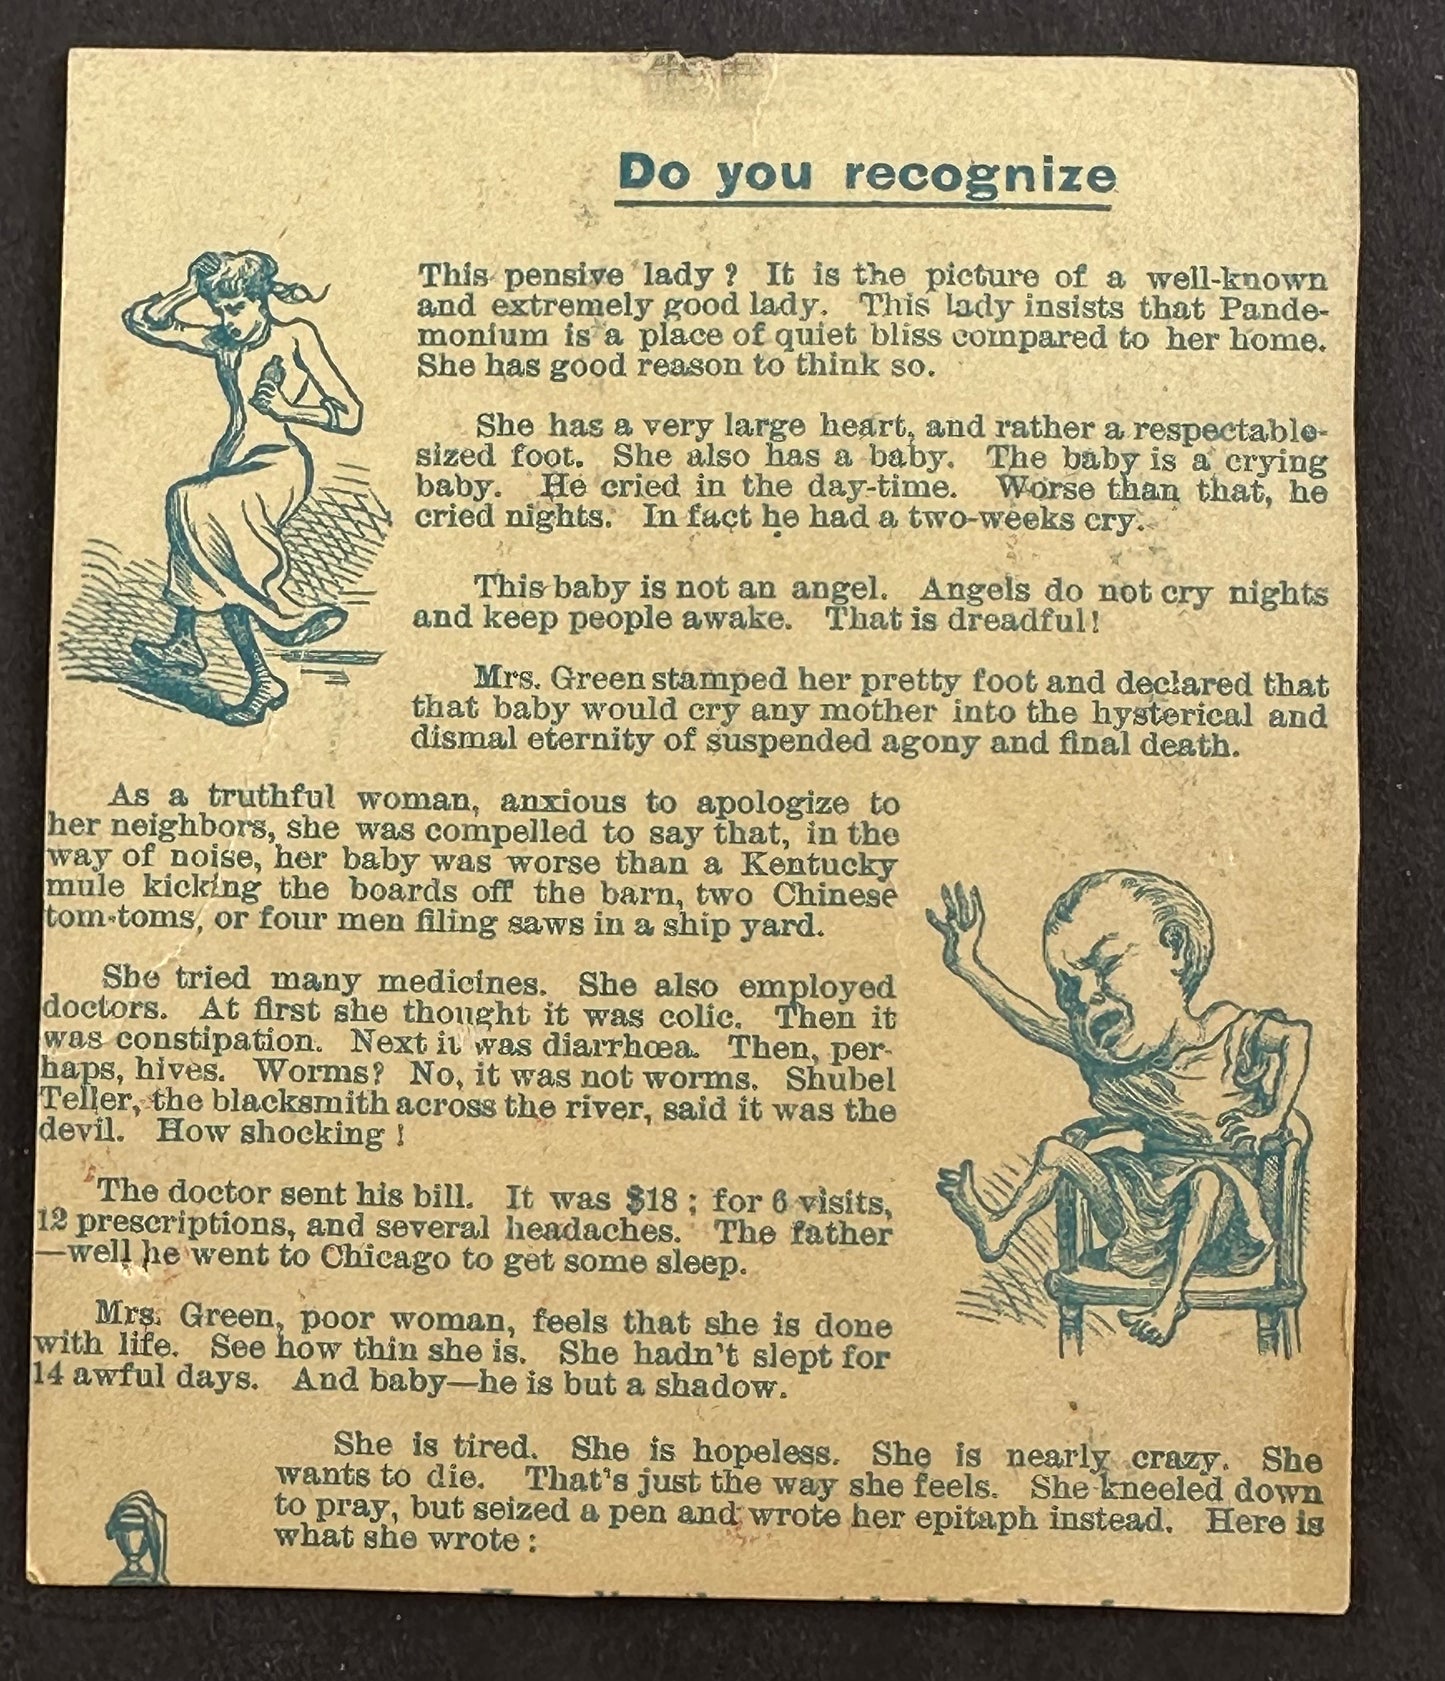 Do you recognize
This pensive lady? It is the picture of a well-known
and extremely good lady. This lady insists that Pande-
monium is a place of quiet bliss compared to her home.
She has good reason to think so.
She has a very large heart, and rather a respectable-
sized foot. She also has a baby. The baby is a crying
baby. He cried in the day-time. Worse than that, he
cried nights. In fact he had a two-weeks cry.
This baby is not an angel. Angels do not cry nights
and keep people awake. That is dreadful!
Mrs. Green stamped her pretty foot and declared that
that baby would cry any mother into the hysterical and
dismal eternity of suspended agony and final death.
As a truthful woman, anxious to apologize to
her neighbors, she was compelled to say that, in the
way of noise, her baby was worse than a Kentucky
mule kicking the boards off the barn, two Chinese
tom-toms, or four men filing saws in a ship yard.
She tried many medicines. She also employed
doctors. At first she thought it was colic. Then it
was constipation. Next it was diarrhœa. Then, per-
haps, hives. Worms? No, it was not worms. Shubel
Teller, the blacksmith across the river, said it was the
devil. How shocking!
The doctor sent his bill. It was $18; for 6 visits,
12 prescriptions, and several headaches. The father
—well he went to Chicago to get some sleep.
Mrs. Green, poor woman, feels that she is done
with life. See how thin she is. She hadn't slept for
14 awful days. And baby—he is but a shadow.
She is tired. She is hopeless. She is nearly crazy. She
wants to die. That's just the way she feels. She kneeled down
to pray, but seized a pen and wrote her epitaph instead. Here is
what she wrote: